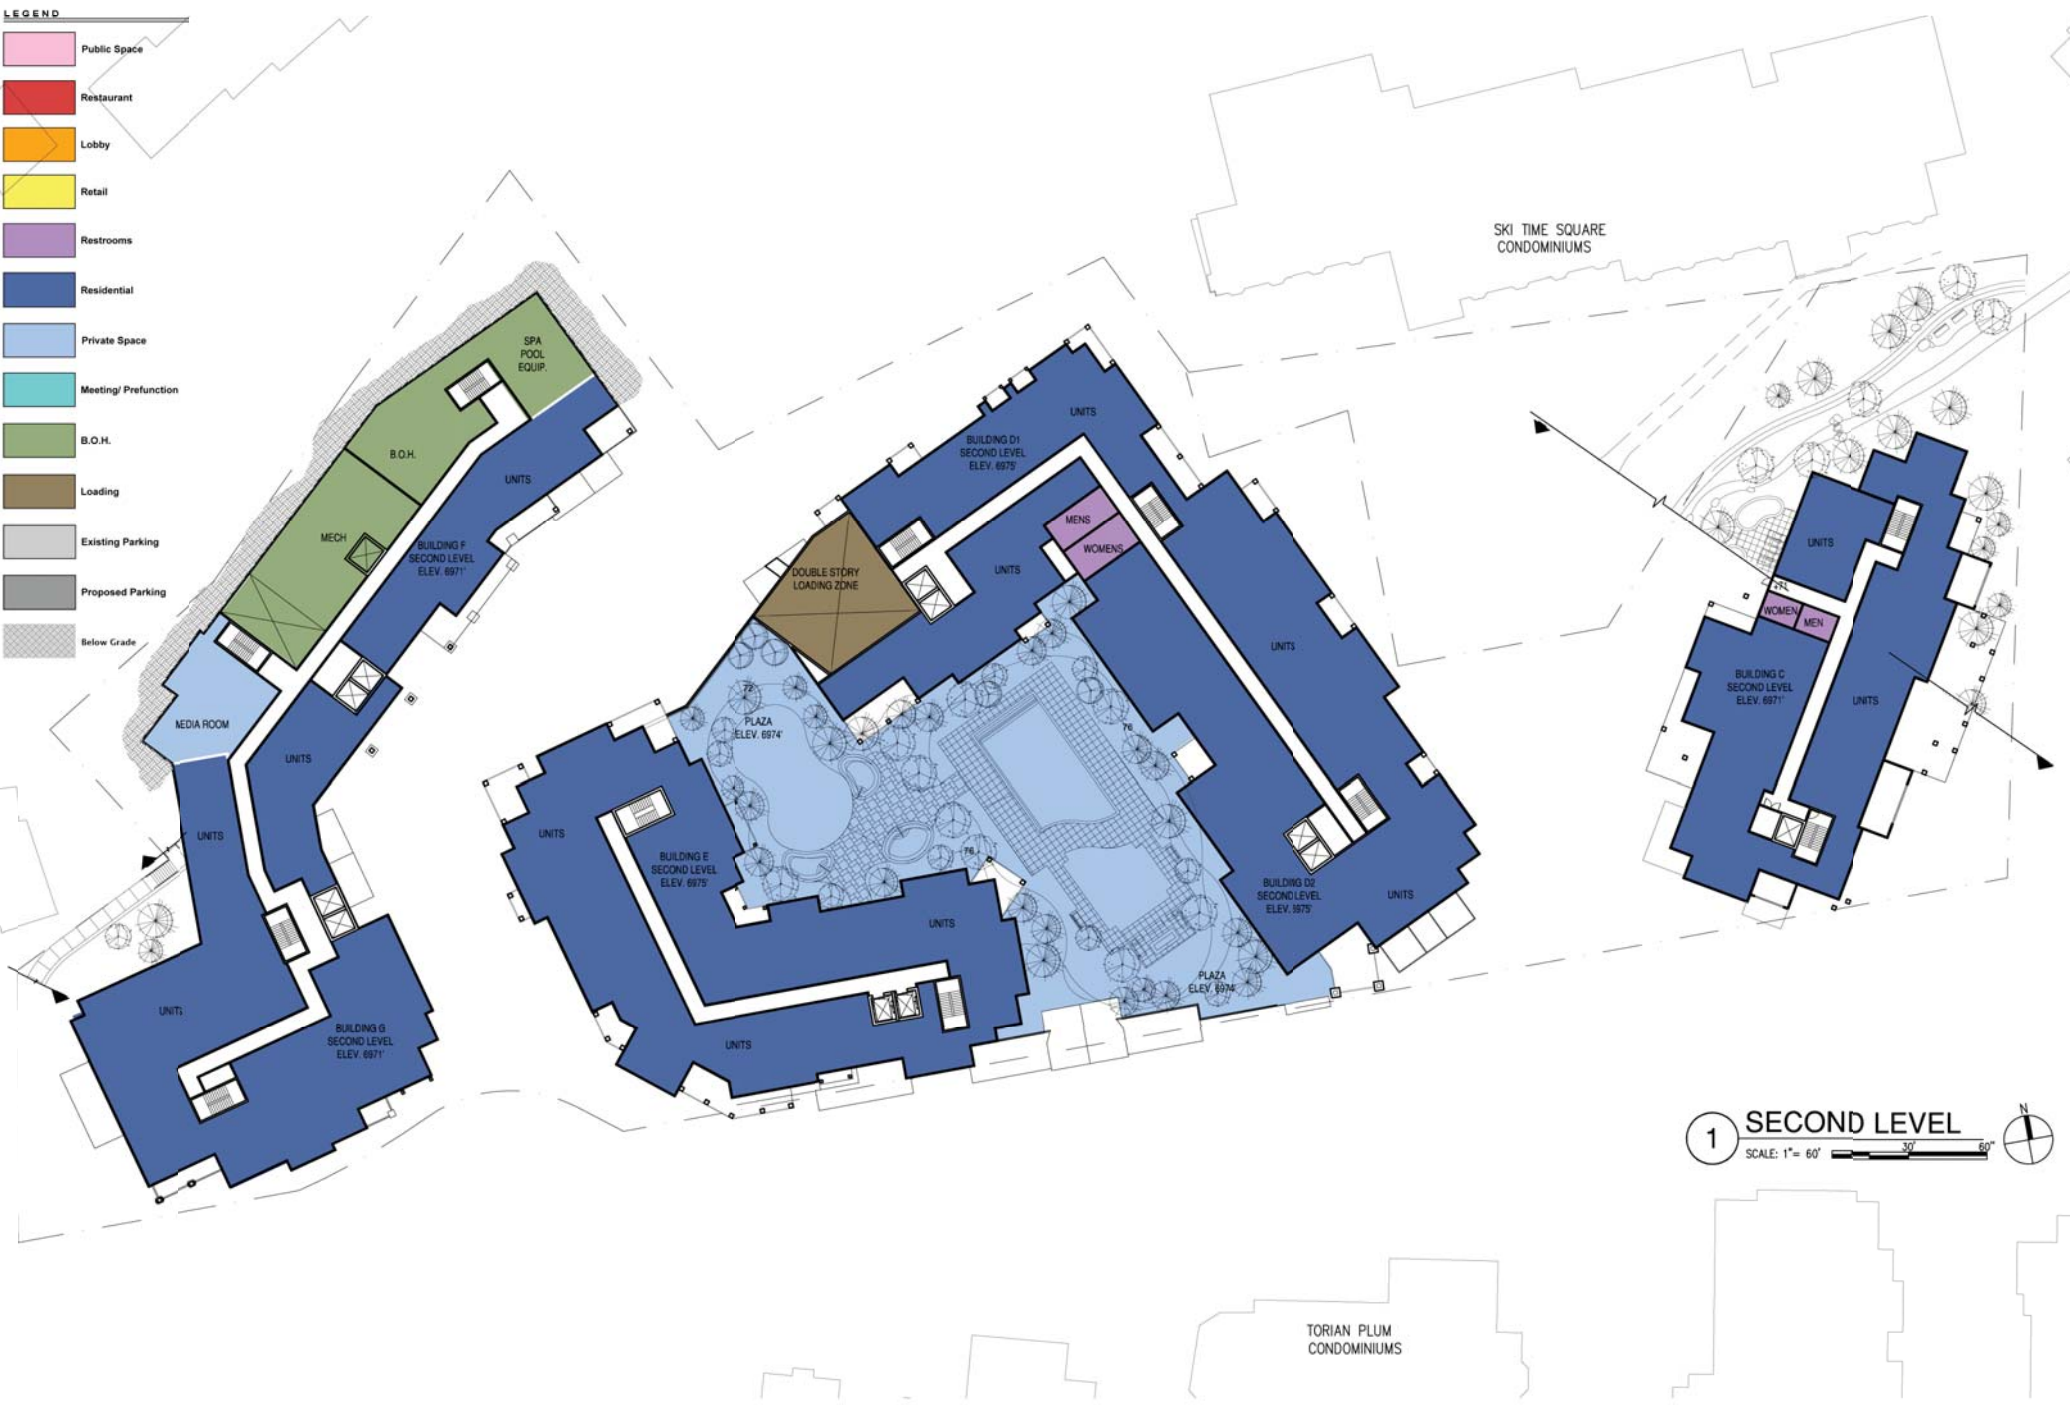 LEGEND
Public Space
Restaurant
Lobby
Retail
Restrooms
Residential
Private Space
Meeting/ Prefunction
B.O.H.
Loading
Existing Parking
Proposed Parking
Below Grade
SKI TIME SQUARE
CONDOMINIUMS
SPA
POOL
EQUIP.
B.O.H.
UNITS
MECH
BUILDING F
SECOND LEVEL
ELEV. 6971'
MEDIA ROOM
UNITS
UNITS
UNITS
BUILDING G
SECOND LEVEL
ELEV. 6971'
UNITS
BUILDING D1
SECOND LEVEL
ELEV. 6975'
MENS
WOMENS
UNITS
DOUBLE STORY
LOADING ZONE
UNITS
72
PLAZA
ELEV. 6974'
76
76
UNITS
BUILDING E
SECOND LEVEL
ELEV. 6975'
UNITS
UNITS
BUILDING D2
SECOND LEVEL
ELEV. 6975'
UNITS
PLAZA
ELEV. 6974'
UNITS
WOMEN
MEN
BUILDING C
SECOND LEVEL
ELEV. 6971'
UNITS
1
SECOND LEVEL
SCALE: 1"= 60'
30'
60"
N
TORIAN PLUM
CONDOMINIUMS